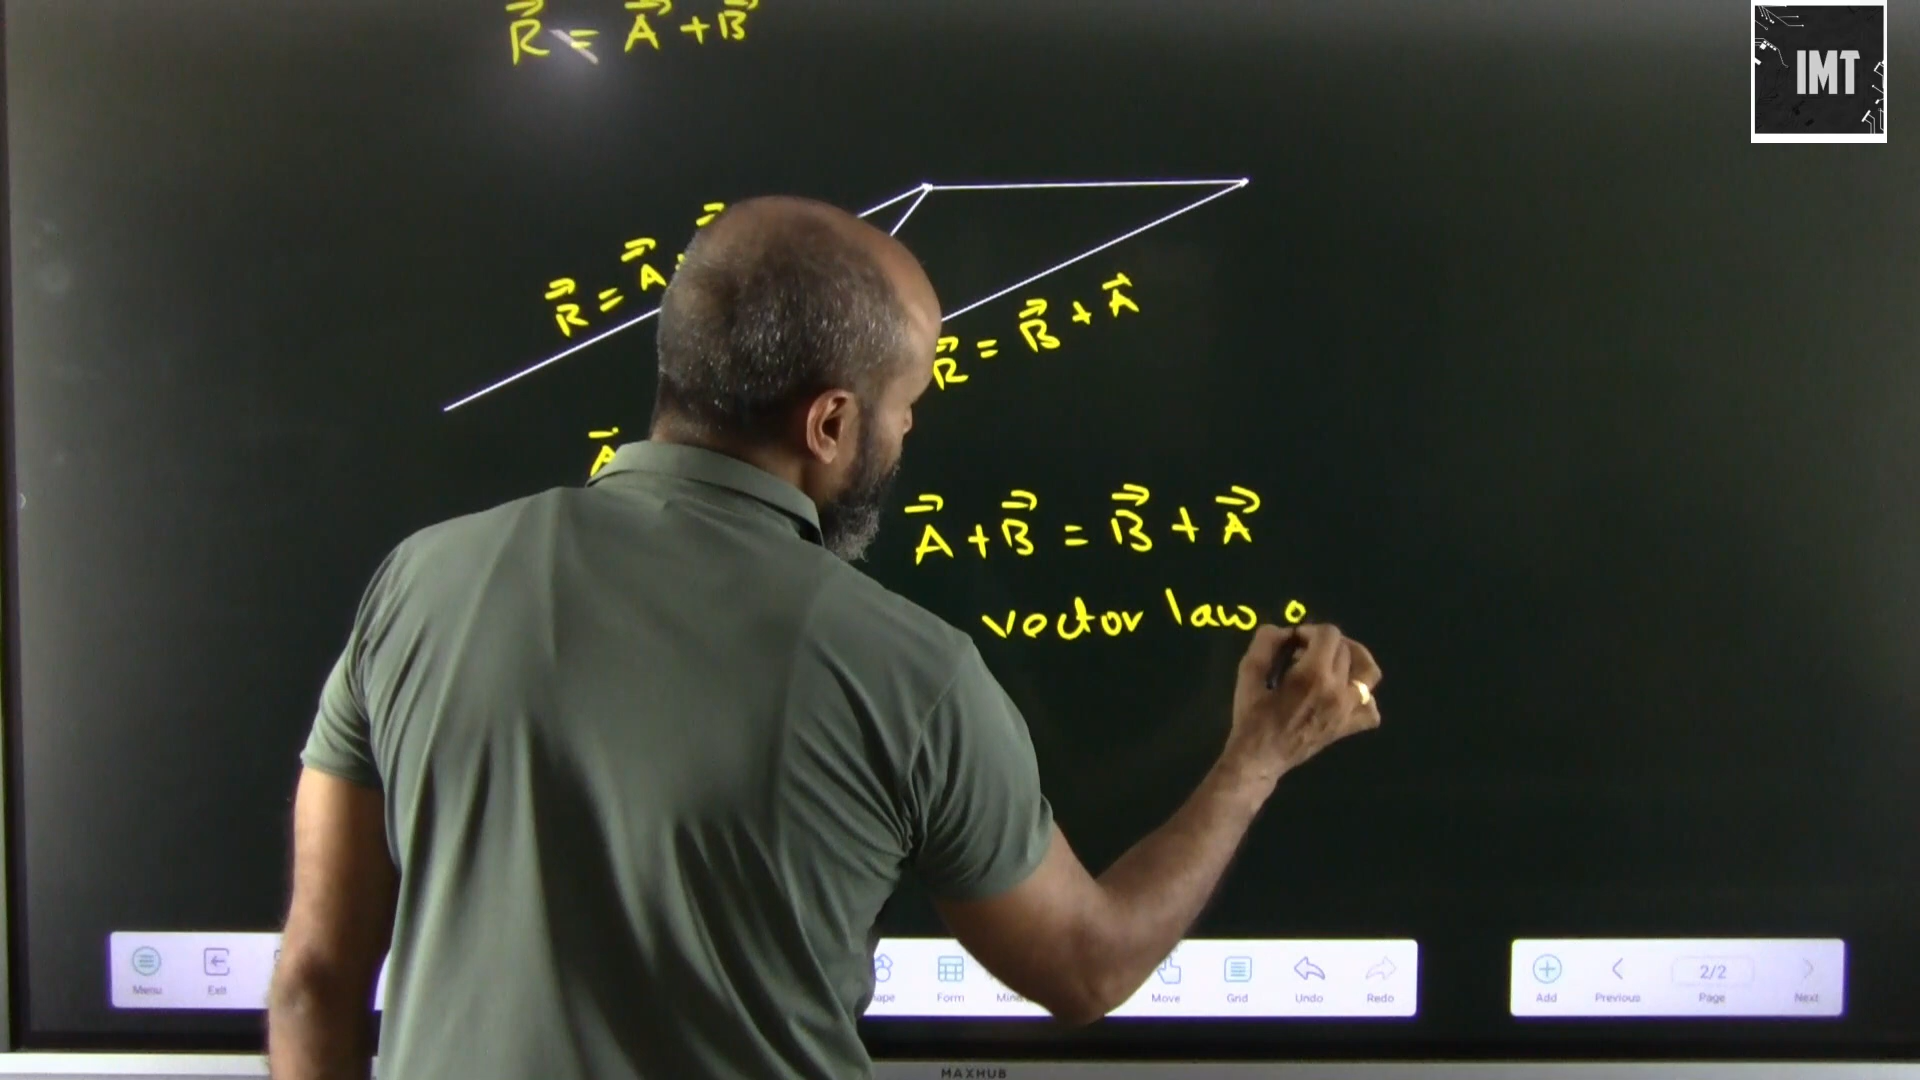 R⃗ = A⃗ + B⃗
IMT
R⃗ = A⃗
R⃗ = B⃗ + A⃗
A⃗ + B⃗ = B⃗ + A⃗
vector law o
Menu Exit Form Move Grid Undo Redo Add Previous 2/2 Page Next
MAXHUB